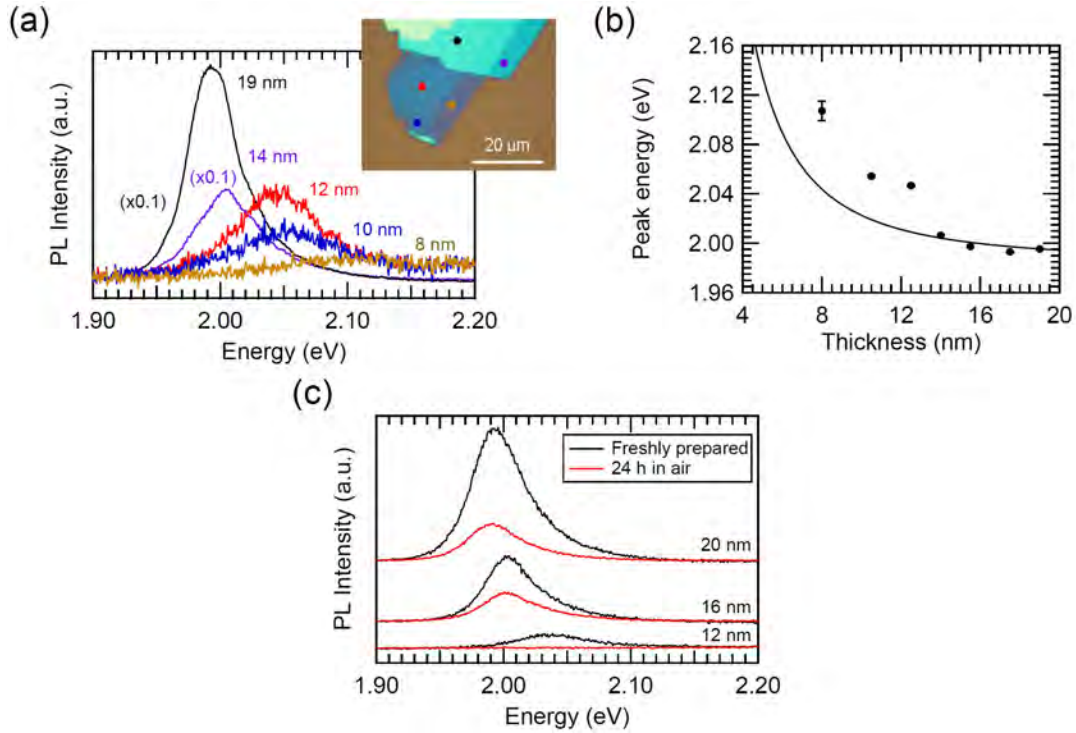 (a)
PL Intensity (a.u.)
19 nm
14 nm
(x0.1)
(x0.1)
12 nm
10 nm
8 nm
20 μm
1.90 2.00 2.10 2.20
Energy (eV)
(b)
Peak energy (eV)
2.16
2.12
2.08
2.04
2.00
1.96
4 8 12 16 20
Thickness (nm)
(c)
PL Intensity (a.u.)
Freshly prepared
24 h in air
20 nm
16 nm
12 nm
1.90 2.00 2.10 2.20
Energy (eV)